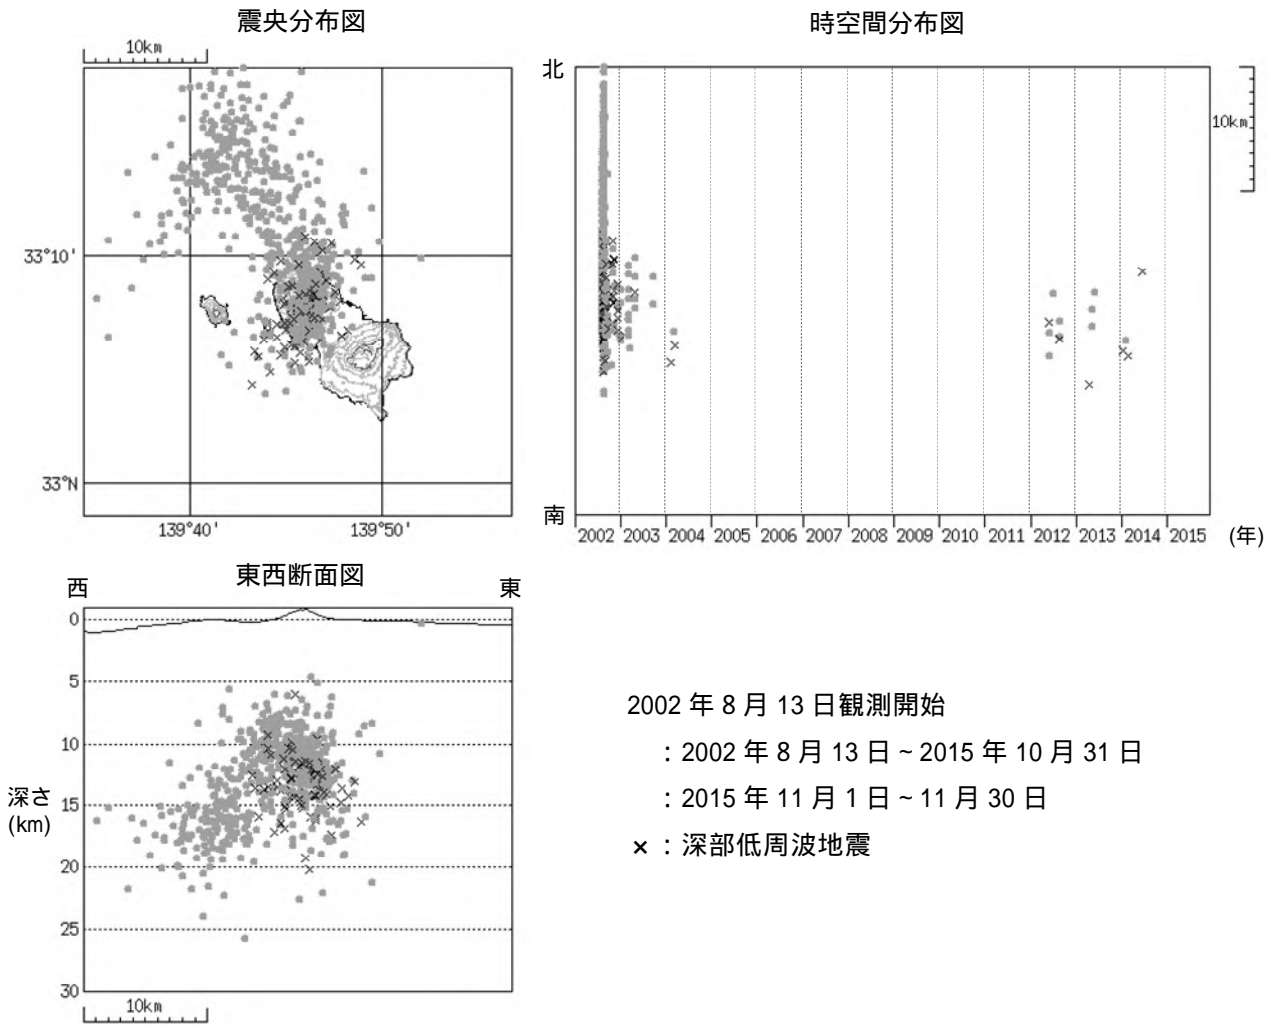 震央分布図
10km
33°10'
33°N
139°40'
139°50'
時空間分布図
北
南
10km
2002 2003 2004 2005 2006 2007 2008 2009 2010 2011 2012 2013 2014 2015 (年)
東西断面図
西
東
0
5
10
15
20
25
30
深さ
(km)
10km
2002 年 8 月 13 日観測開始
：2002 年 8 月 13 日～2015 年 10 月 31 日
：2015 年 11 月 1 日～11 月 30 日
×：深部低周波地震